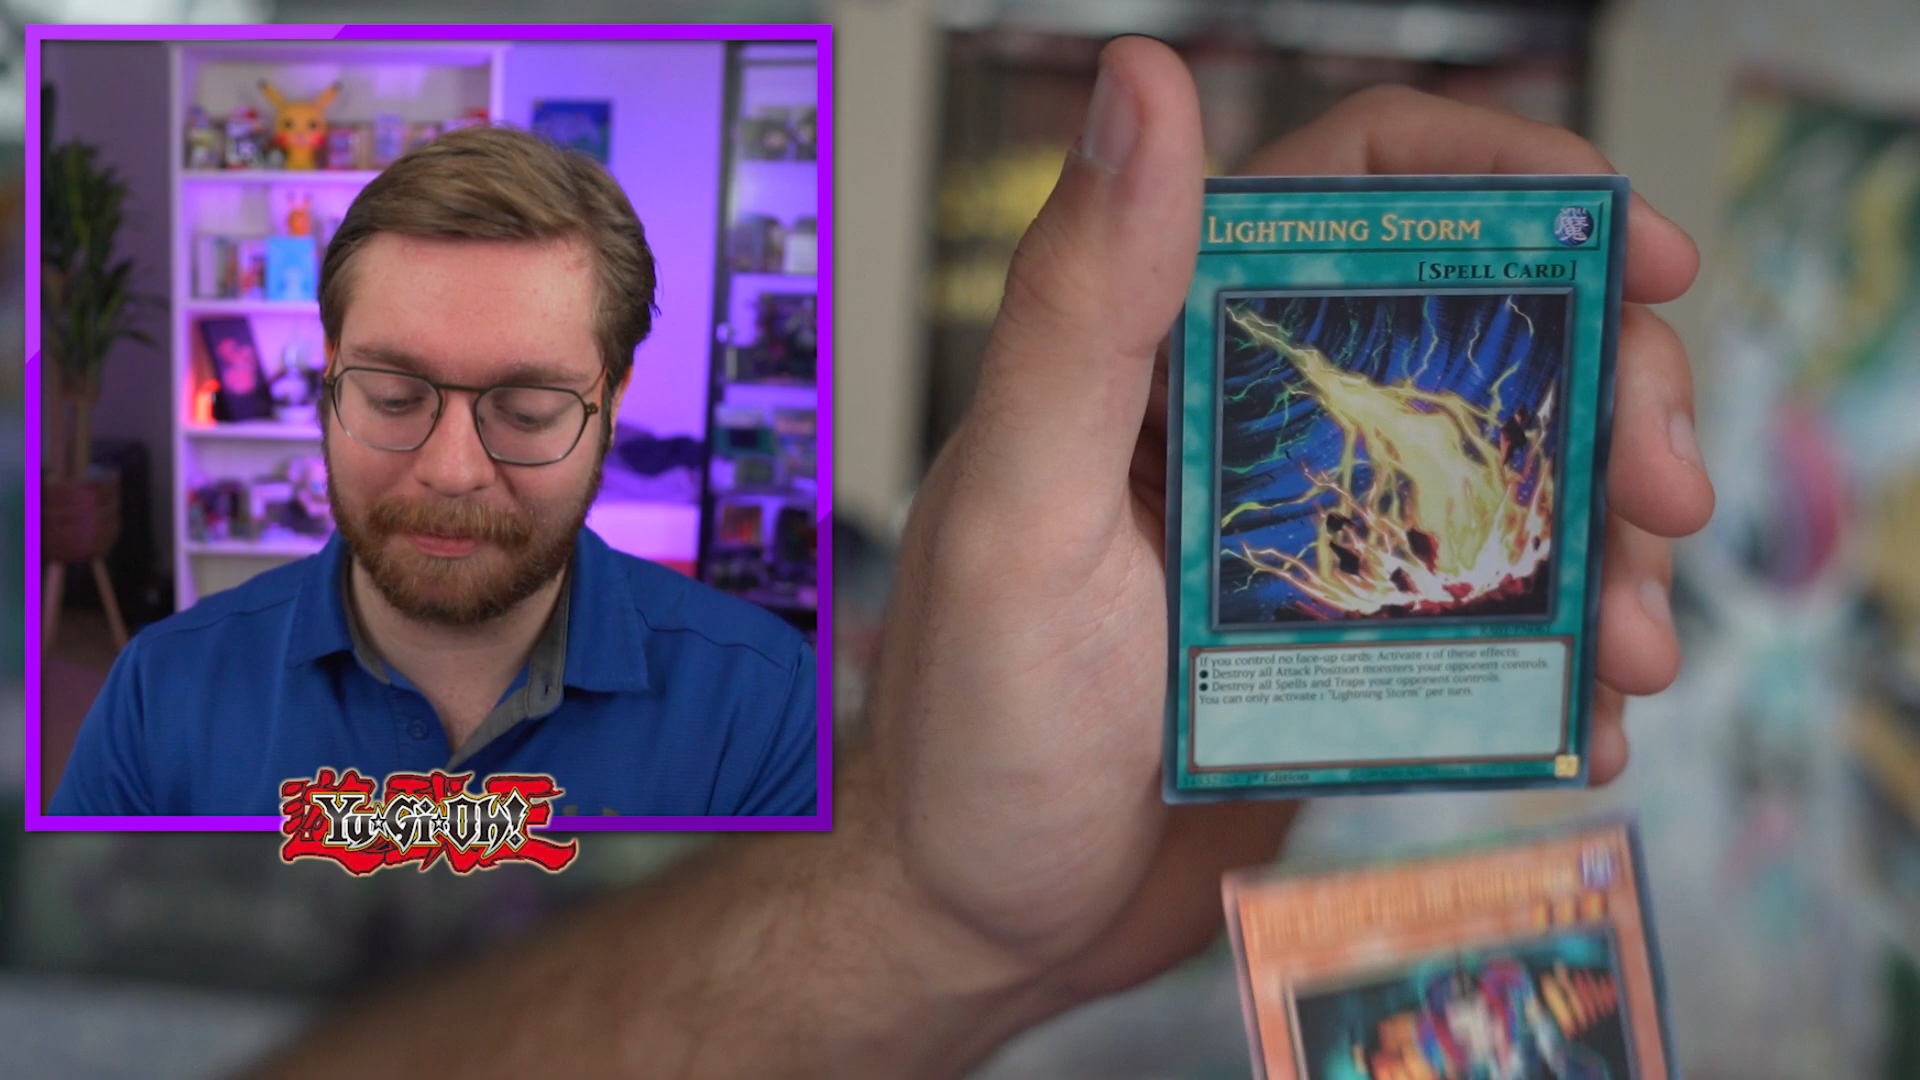 Yu-Gi-Oh!
LIGHTNING STORM
[SPELL CARD]
If you control no face-up cards: Activate 1 of these effects;
● Destroy all Attack Position monsters your opponent controls.
● Destroy all Spells and Traps your opponent controls.
You can only activate 1 "Lightning Storm" per turn.
1st Edition